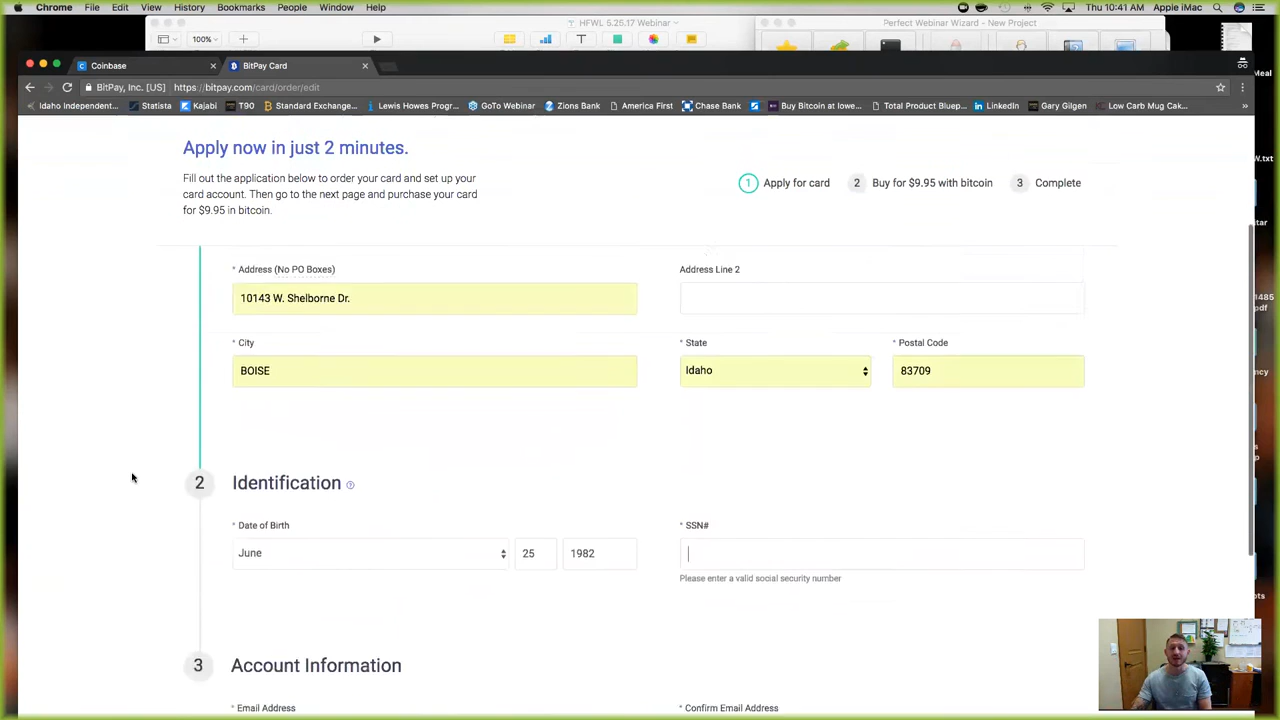 Chrome File Edit View History Bookmarks People Window Help Thu 10:41 AM Apple iMac
HFWL 5.25.17 Webinar
Perfect Webinar Wizard - New Project
100%
Coinbase
BitPay Card
BitPay, Inc. [US] https://bitpay.com/card/order/edit
Idaho Independent... Statista Kajabi T90 Standard Exchange... Lewis Howes Progr... GoTo Webinar Zions Bank America First Chase Bank Buy Bitcoin at lowe... Total Product Bluep... LinkedIn Gary Gilgen Low Carb Mug Cak...
Meal
W.txt
Apply now in just 2 minutes.
Fill out the application below to order your card and set up your
card account. Then go to the next page and purchase your card
for $9.95 in bitcoin.
1 Apply for card 2 Buy for $9.95 with bitcoin 3 Complete
* Address (No PO Boxes) Address Line 2
10143 W. Shelborne Dr.
* City * State * Postal Code
BOISE Idaho 83709
2 Identification
* Date of Birth * SSN#
June 25 1982
Please enter a valid social security number
3 Account Information
* Email Address * Confirm Email Address
tar
1485
pdf
ncy